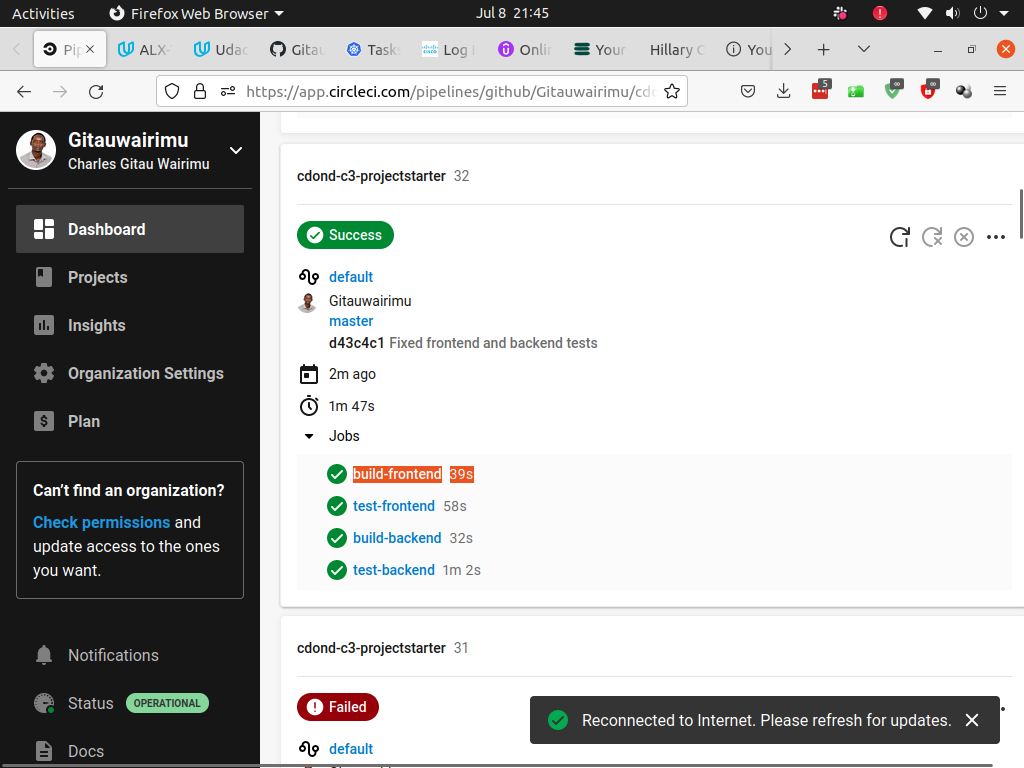 Activities Firefox Web Browser Jul 8 21:45
Pip ALX- Udac Gitau Task Log Onlin Your Hillary You
https://app.circleci.com/pipelines/github/Gitauwairimu/cdo
5
Gitauwairimu
Charles Gitau Wairimu
Dashboard
Projects
Insights
Organization Settings
Plan
Can't find an organization?
Check permissions and
update access to the ones
you want.
Notifications
Status OPERATIONAL
Docs
cdond-c3-projectstarter 32
Success
default
Gitauwairimu
master
d43c4c1 Fixed frontend and backend tests
2m ago
1m 47s
Jobs
build-frontend 39s
test-frontend 58s
build-backend 32s
test-backend 1m 2s
cdond-c3-projectstarter 31
Failed
default
Reconnected to Internet. Please refresh for updates.